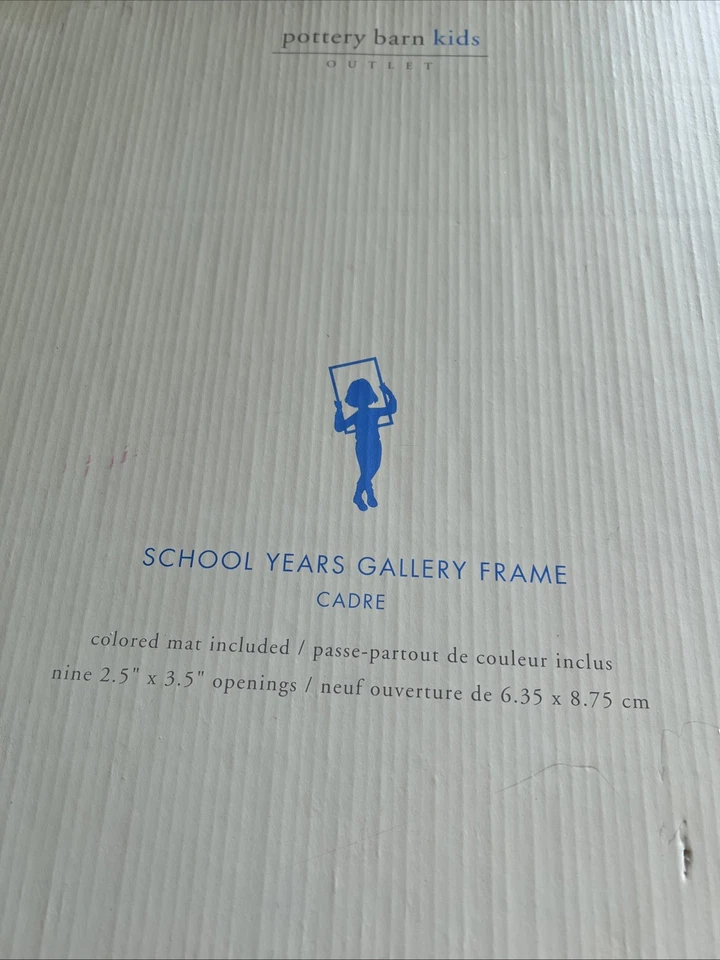 pottery barn kids
OUTLET
SCHOOL YEARS GALLERY FRAME
CADRE
colored mat included / passe-partout de couleur inclus
nine 2.5" x 3.5" openings / neuf ouverture de 6.35 x 8.75 cm